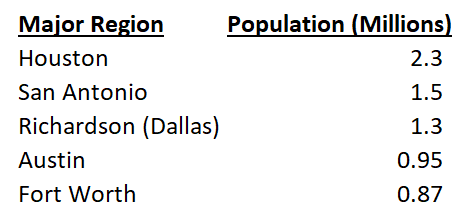 Major Region Population (Millions)
Houston 2.3
San Antonio 1.5
Richardson (Dallas) 1.3
Austin 0.95
Fort Worth 0.87